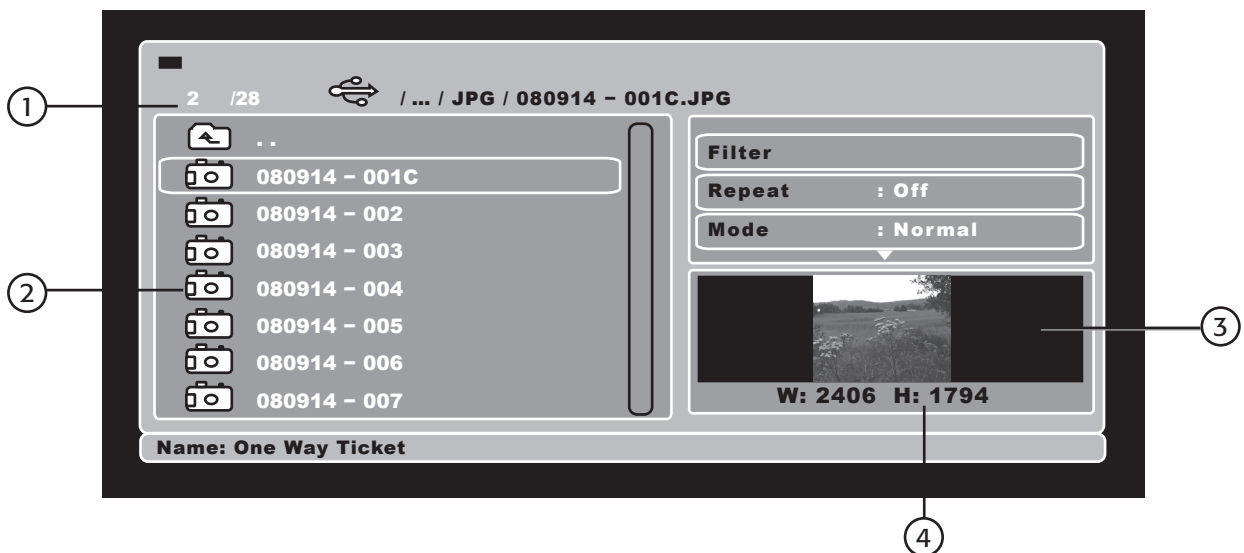 2 /28 / ... / JPG / 080914 – 001C.JPG
. .
080914 – 001C
080914 – 002
080914 – 003
080914 – 004
080914 – 005
080914 – 006
080914 – 007
Filter
Repeat : Off
Mode : Normal
W: 2406 H: 1794
Name: One Way Ticket
1
2
3
4